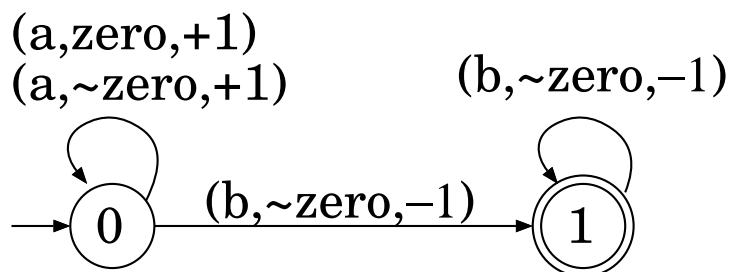 (a,zero,+1)
(a,~zero,+1)
(b,~zero,−1)
(b,~zero,−1)
0
1